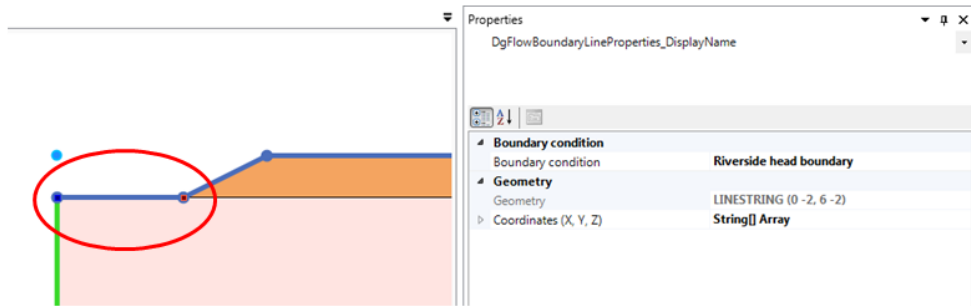 Properties
DgFlowBoundaryLineProperties_DisplayName
Boundary condition
Boundary condition Riverside head boundary
Geometry
Geometry LINESTRING (0 -2, 6 -2)
Coordinates (X, Y, Z) String[] Array